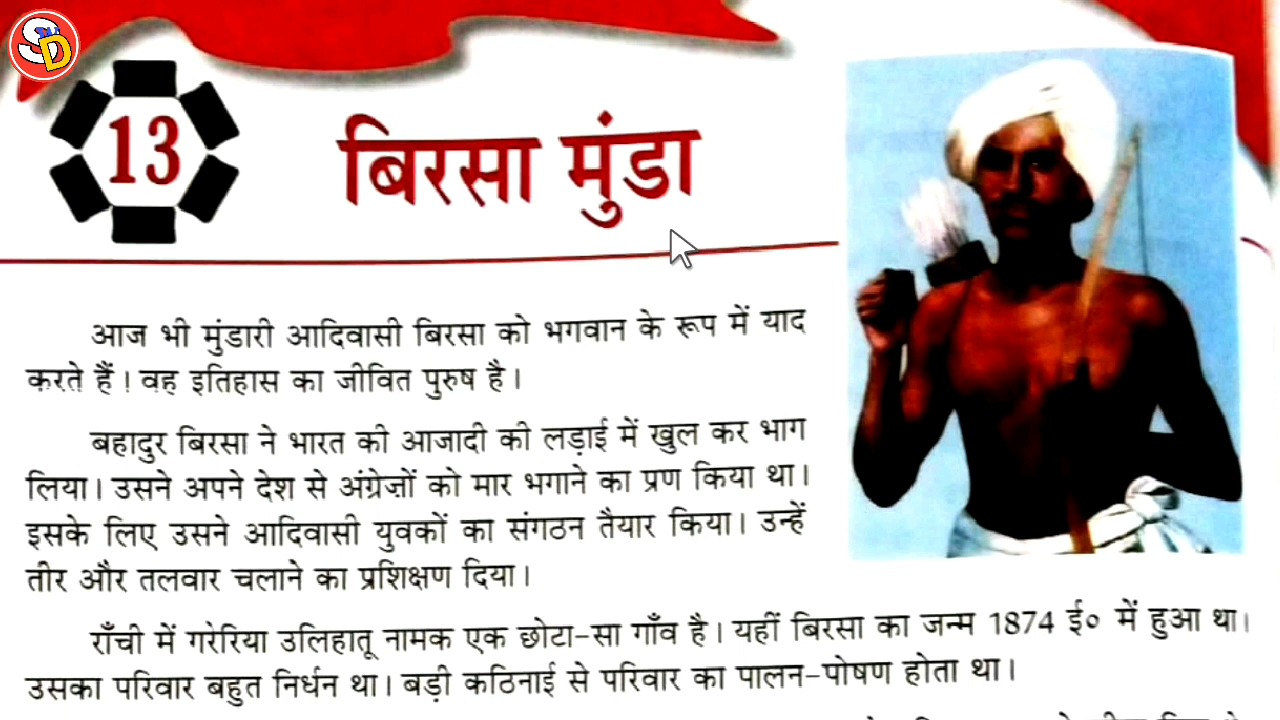 SD
13
बिरसा मुंडा
आज भी मुंडारी आदिवासी बिरसा को भगवान के रूप में याद
करते हैं! वह इतिहास का जीवित पुरुष है।
बहादुर बिरसा ने भारत की आजादी की लड़ाई में खुल कर भाग
लिया। उसने अपने देश से अंग्रेज़ों को मार भगाने का प्रण किया था।
इसके लिए उसने आदिवासी युवकों का संगठन तैयार किया। उन्हें
तीर और तलवार चलाने का प्रशिक्षण दिया।
राँची में गरेरिया उलिहातू नामक एक छोटा-सा गाँव है। यहीं बिरसा का जन्म 1874 ई० में हुआ था।
उसका परिवार बहुत निर्धन था। बड़ी कठिनाई से परिवार का पालन-पोषण होता था।